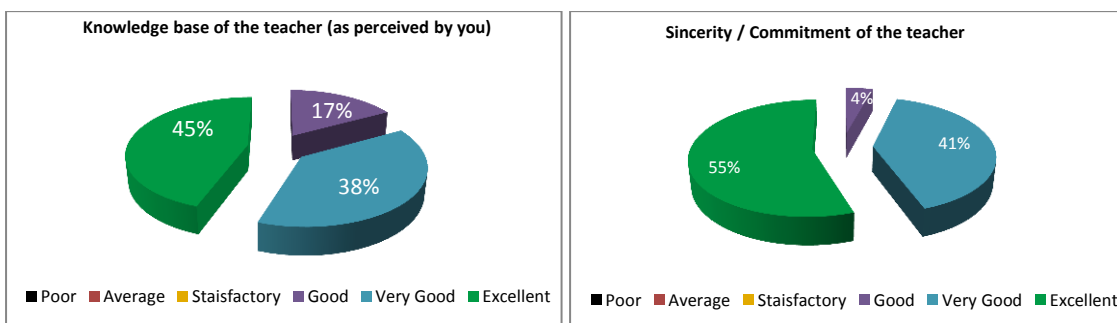 Knowledge base of the teacher (as perceived by you)
17%
38%
45%
Poor Average Staisfactory Good Very Good Excellent
Sincerity / Commitment of the teacher
4%
41%
55%
Poor Average Staisfactory Good Very Good Excellent